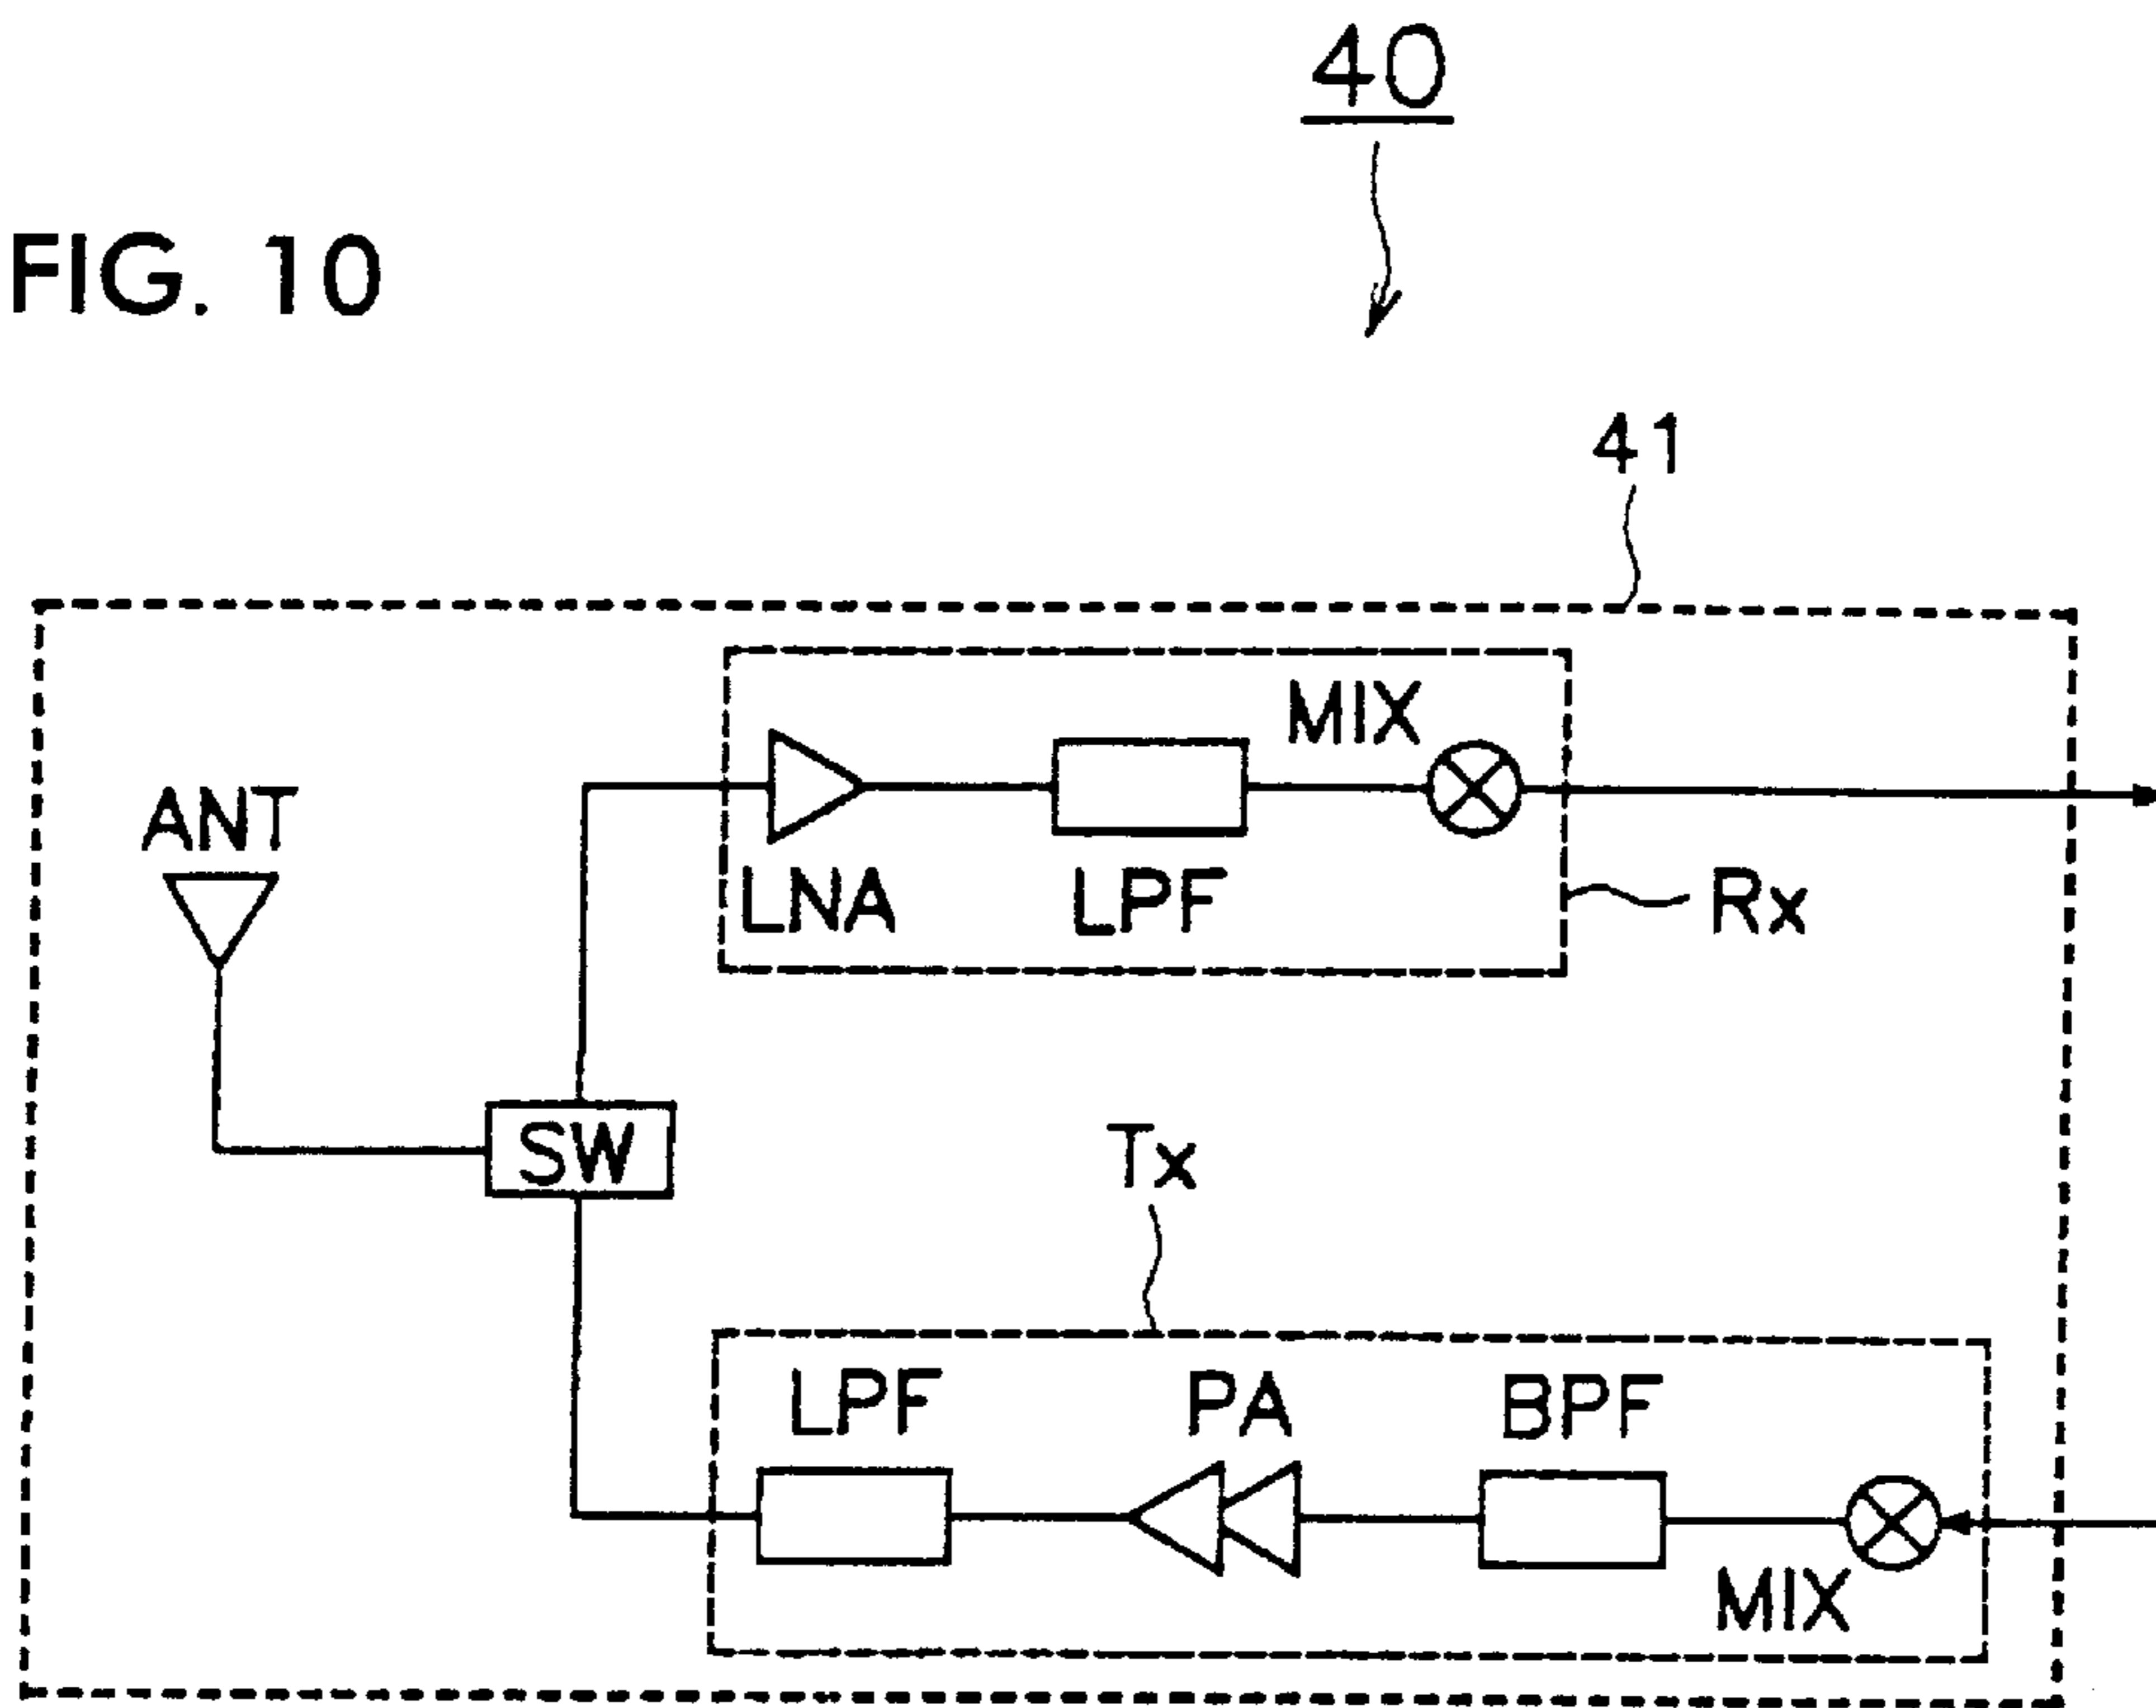 40
FIG. 10
41
MIX
ANT
LNA
LPF
Rx
SW
Tx
LPF
PA
BPF
MIX